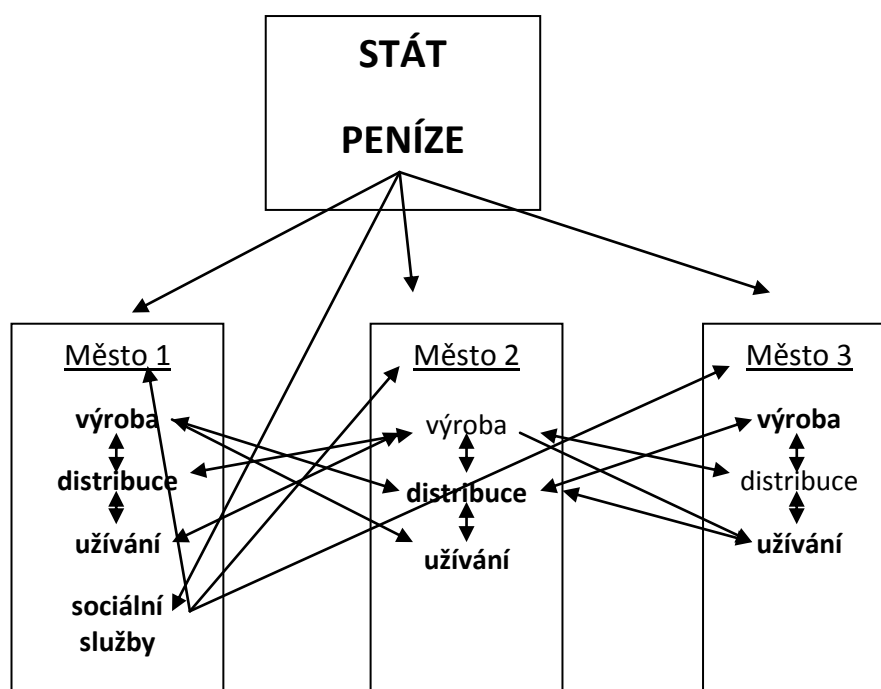 STÁT
PENÍZE
Město 1
výroba
distribuce
užívání
sociální
služby
Město 2
výroba
distribuce
užívání
Město 3
výroba
distribuce
užívání